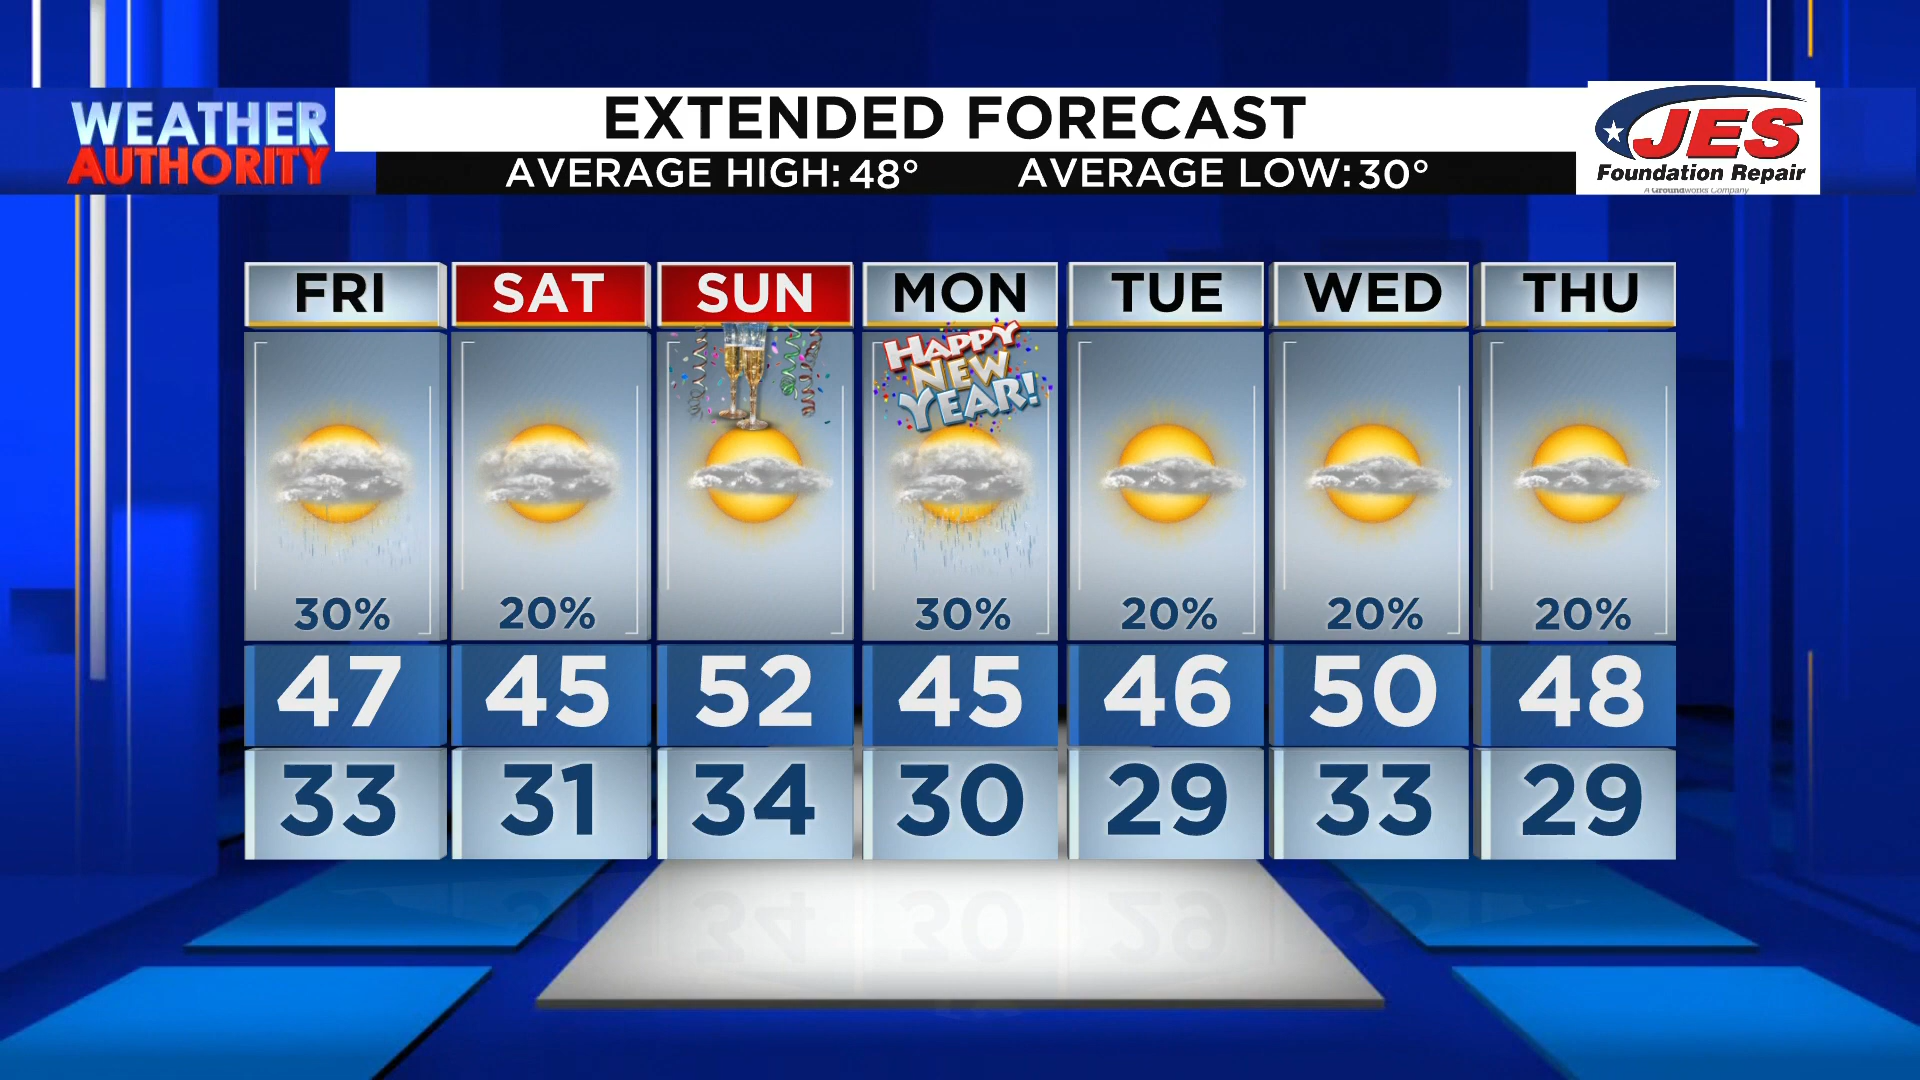 WEATHER
AUTHORITY
EXTENDED FORECAST
AVERAGE HIGH: 48° AVERAGE LOW: 30°
JES
Foundation Repair
A Groundworks Company
FRI SAT SUN MON TUE WED THU
HAPPY
NEW
YEAR!
30% 20% 30% 20% 20% 20%
47 45 52 45 46 50 48
33 31 34 30 29 33 29